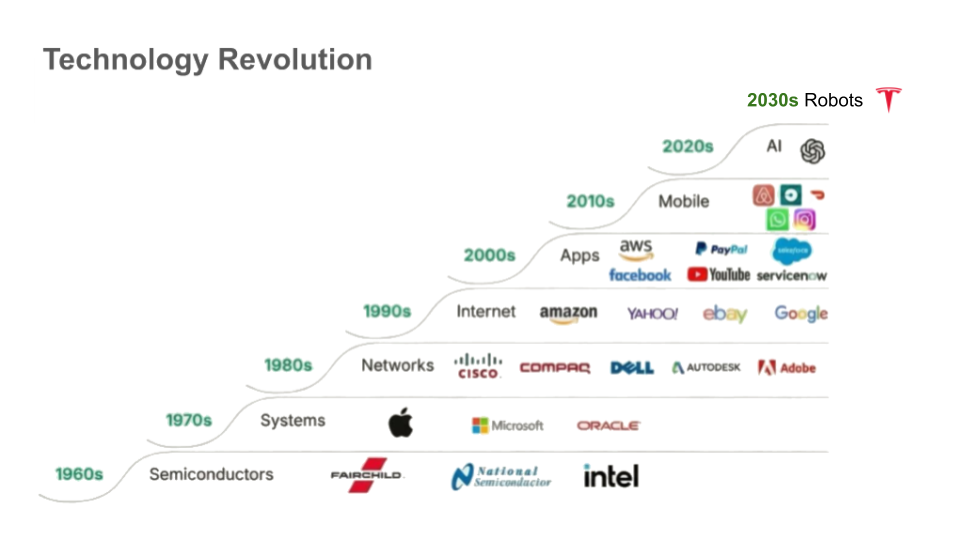 Technology Revolution
2030s Robots
2020s AI
2010s Mobile
2000s Apps aws PayPal salesforce
facebook YouTube servicenow
1990s Internet amazon YAHOO! ebay Google
1980s Networks CISCO COMPAQ DELL AUTODESK Adobe
1970s Systems Microsoft ORACLE
1960s Semiconductors FAIRCHILD National Semiconductor intel